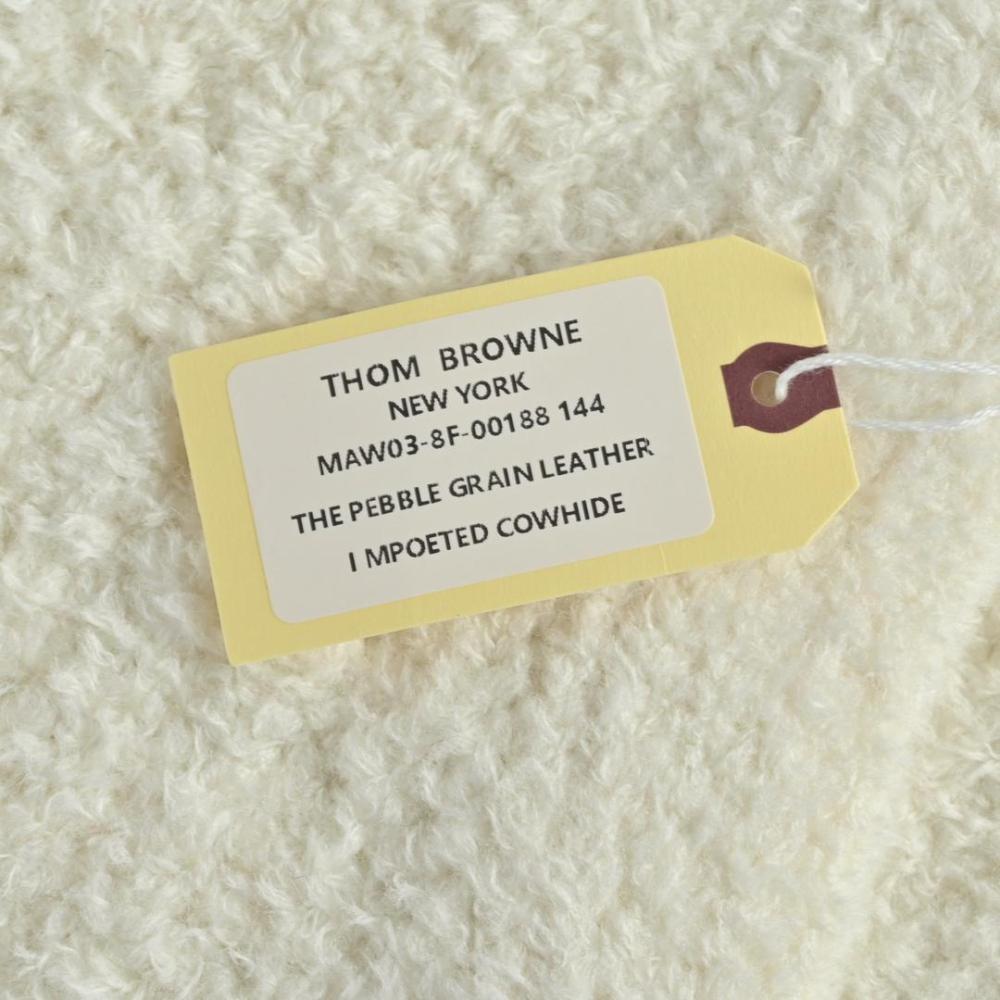 THOM BROWNE
NEW YORK
MAW03-8F-00188 144
THE PEBBLE GRAIN LEATHER
I MPOETED COWHIDE